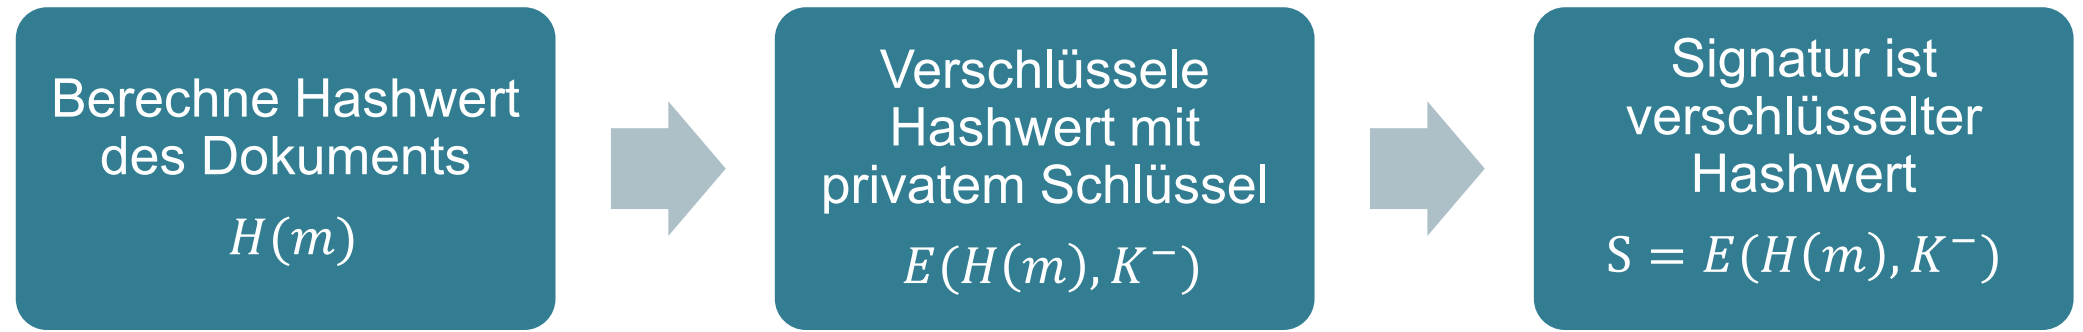 Berechne Hashwert
des Dokuments
H(m)
Verschlüssele
Hashwert mit
privatem Schlüssel
E(H(m), K⁻)
Signatur ist
verschlüsselter
Hashwert
S = E(H(m), K⁻)